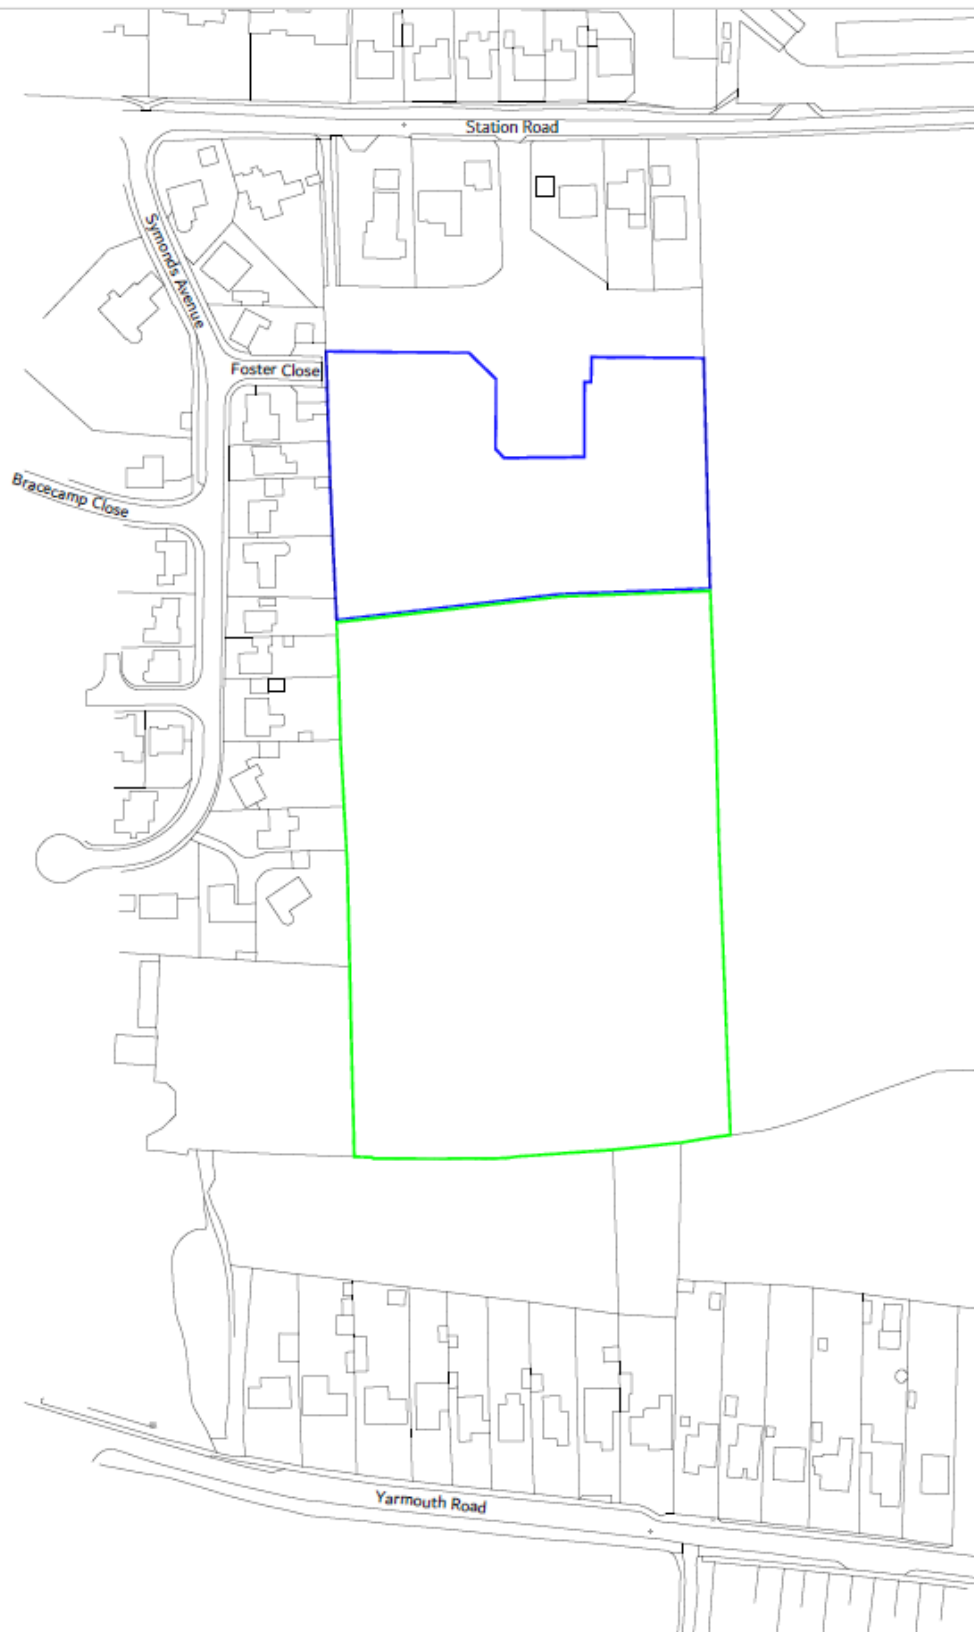 Station Road
Symonds Avenue
Foster Close
Bracecamp Close
Yarmouth Road